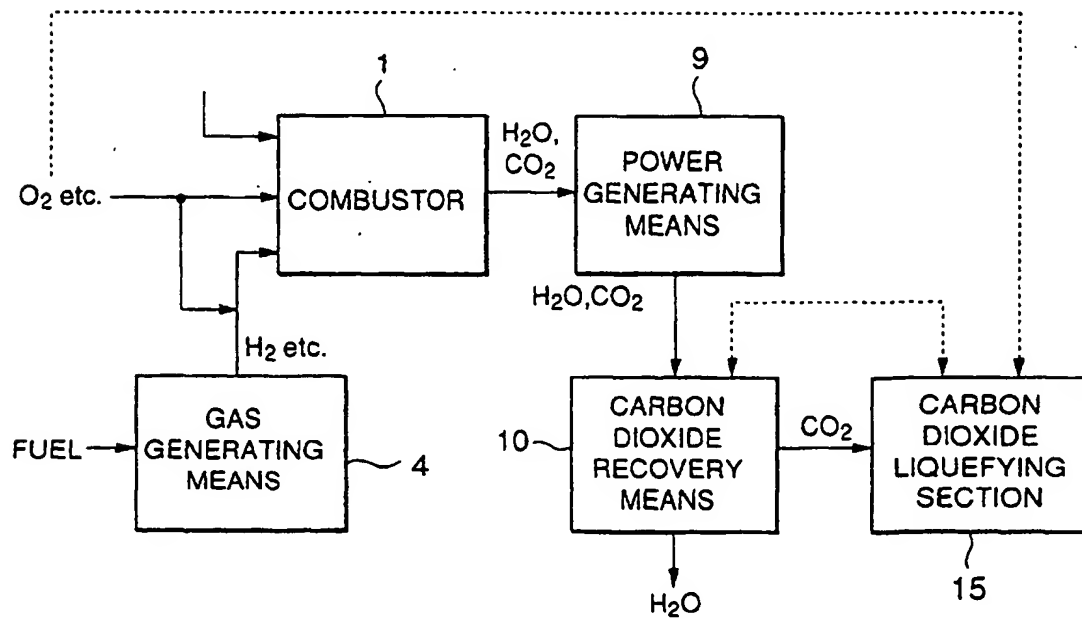 1
9
O2 etc.
COMBUSTOR
H2O,
CO2
POWER
GENERATING
MEANS
H2O,CO2
H2 etc.
FUEL
GAS
GENERATING
MEANS
4
10
CARBON
DIOXIDE
RECOVERY
MEANS
CO2
CARBON
DIOXIDE
LIQUEFYING
SECTION
15
H2O